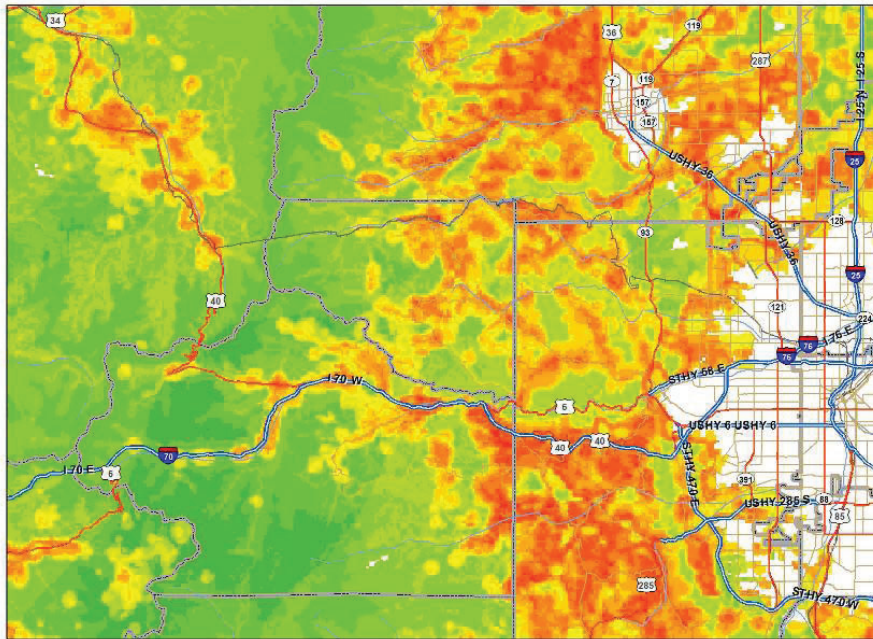 34
36
119
7
119
157
157
287
I 25 N I 25 S
25
USHY 36
128
93
USHY 36
25
40
121
224
I 76 E
76
76
STHY 58 E
I 70 W
6
USHY 6 USHY 6
40
40
70
I 70 E
6
STHY 470 E
391
USHY 285 S
88
85
285
STHY 470 W